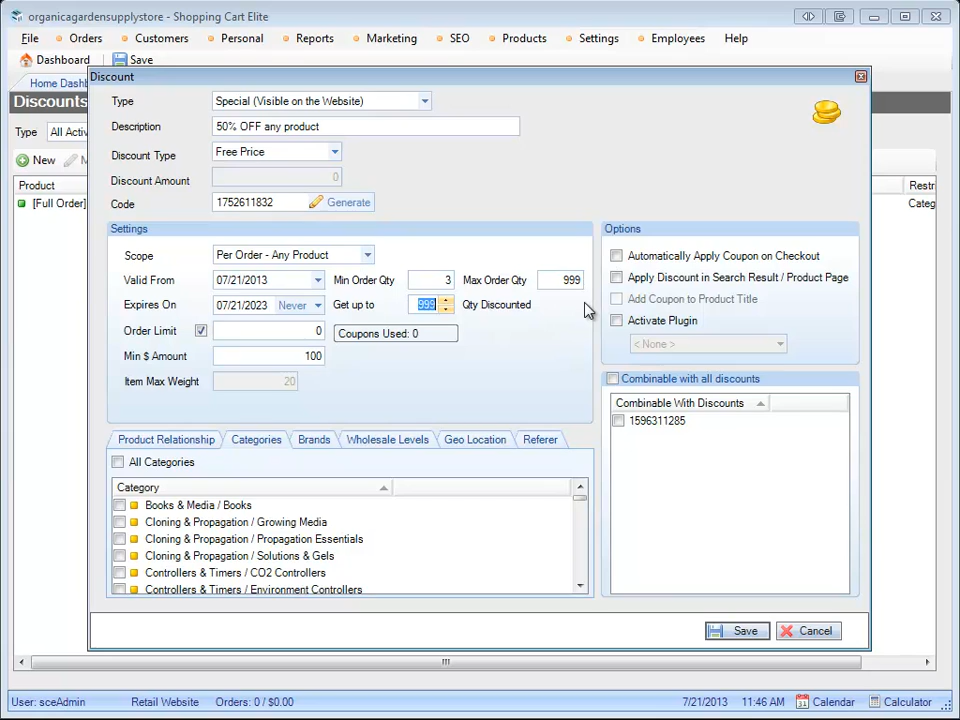 organicagardensupplystore - Shopping Cart Elite
File Orders Customers Personal Reports Marketing SEO Products Settings Employees Help
Dashboard Save
Home Dashb
Discounts
Type All Activ
New
Product
[Full Order]
Restri
Categ
Discount
Type Special (Visible on the Website)
Description 50% OFF any product
Discount Type Free Price
Discount Amount 0
Code 1752611832 Generate
Settings
Scope Per Order - Any Product
Valid From 07/21/2013 Min Order Qty 3 Max Order Qty 999
Expires On 07/21/2023 Never Get up to 999 Qty Discounted
Order Limit 0 Coupons Used: 0
Min $ Amount 100
Item Max Weight 20
Options
Automatically Apply Coupon on Checkout
Apply Discount in Search Result / Product Page
Add Coupon to Product Title
Activate Plugin
< None >
Combinable with all discounts
Combinable With Discounts
1596311285
Product Relationship Categories Brands Wholesale Levels Geo Location Referer
All Categories
Category
Books & Media / Books
Cloning & Propagation / Growing Media
Cloning & Propagation / Propagation Essentials
Cloning & Propagation / Solutions & Gels
Controllers & Timers / CO2 Controllers
Controllers & Timers / Environment Controllers
Save Cancel
User: sceAdmin Retail Website Orders: 0 / $0.00 7/21/2013 11:46 AM Calendar Calculator